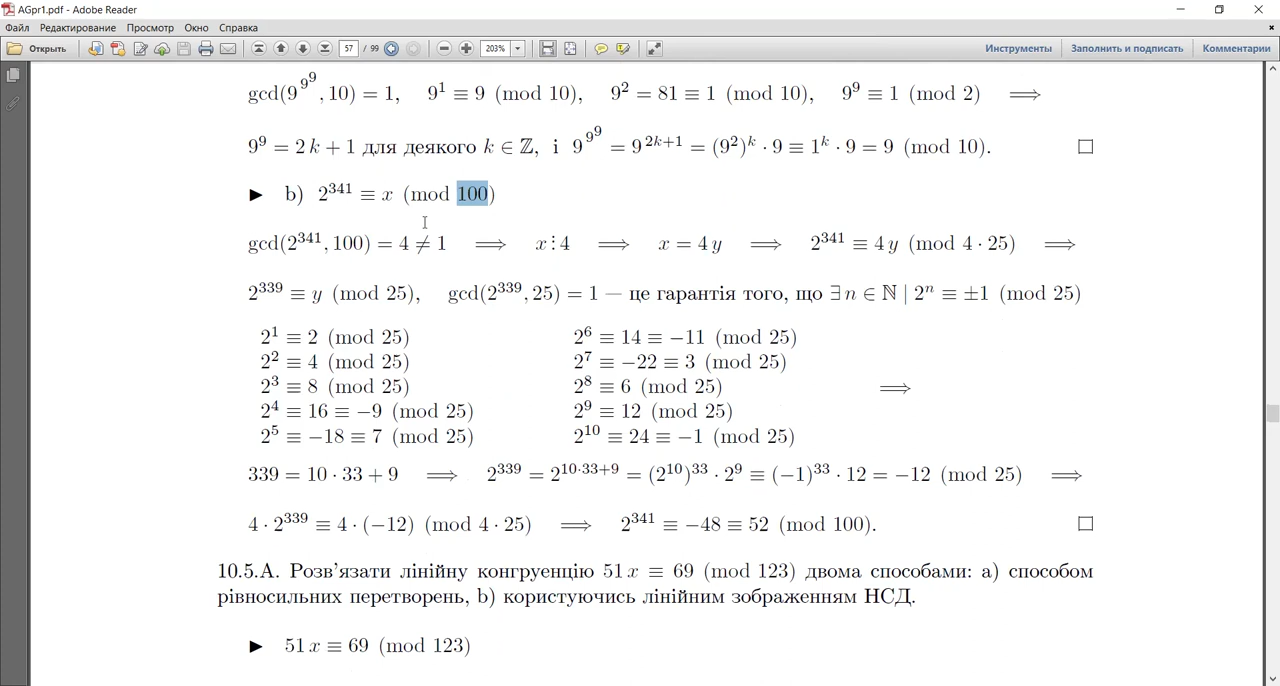 AGpr1.pdf - Adobe Reader
Файл Редактирование Просмотр Окно Справка
Открыть 57 / 99 203% Инструменты Заполнить и подписать Комментарии
gcd(9^{9^9}, 10) = 1, 9^1 ≡ 9 (mod 10), 9^2 = 81 ≡ 1 (mod 10), 9^9 ≡ 1 (mod 2) ⟹
9^9 = 2k + 1 для деякого k ∈ ℤ, і 9^{9^9} = 9^{2k+1} = (9^2)^k · 9 ≡ 1^k · 9 = 9 (mod 10). □
► b) 2^{341} ≡ x (mod 100)
gcd(2^{341}, 100) = 4 ≠ 1 ⟹ x ⋮ 4 ⟹ x = 4y ⟹ 2^{341} ≡ 4y (mod 4 · 25) ⟹
2^{339} ≡ y (mod 25), gcd(2^{339}, 25) = 1 — це гарантія того, що ∃ n ∈ ℕ | 2^n ≡ ±1 (mod 25)
2^1 ≡ 2 (mod 25) 2^6 ≡ 14 ≡ −11 (mod 25)
2^2 ≡ 4 (mod 25) 2^7 ≡ −22 ≡ 3 (mod 25)
2^3 ≡ 8 (mod 25) 2^8 ≡ 6 (mod 25) ⟹
2^4 ≡ 16 ≡ −9 (mod 25) 2^9 ≡ 12 (mod 25)
2^5 ≡ −18 ≡ 7 (mod 25) 2^{10} ≡ 24 ≡ −1 (mod 25)
339 = 10 · 33 + 9 ⟹ 2^{339} = 2^{10·33+9} = (2^{10})^{33} · 2^9 ≡ (−1)^{33} · 12 = −12 (mod 25) ⟹
4 · 2^{339} ≡ 4 · (−12) (mod 4 · 25) ⟹ 2^{341} ≡ −48 ≡ 52 (mod 100). □
10.5.A. Розв'язати лінійну конгруенцію 51x ≡ 69 (mod 123) двома способами: a) способом
рівносильних перетворень, b) користуючись лінійним зображенням НСД.
► 51x ≡ 69 (mod 123)